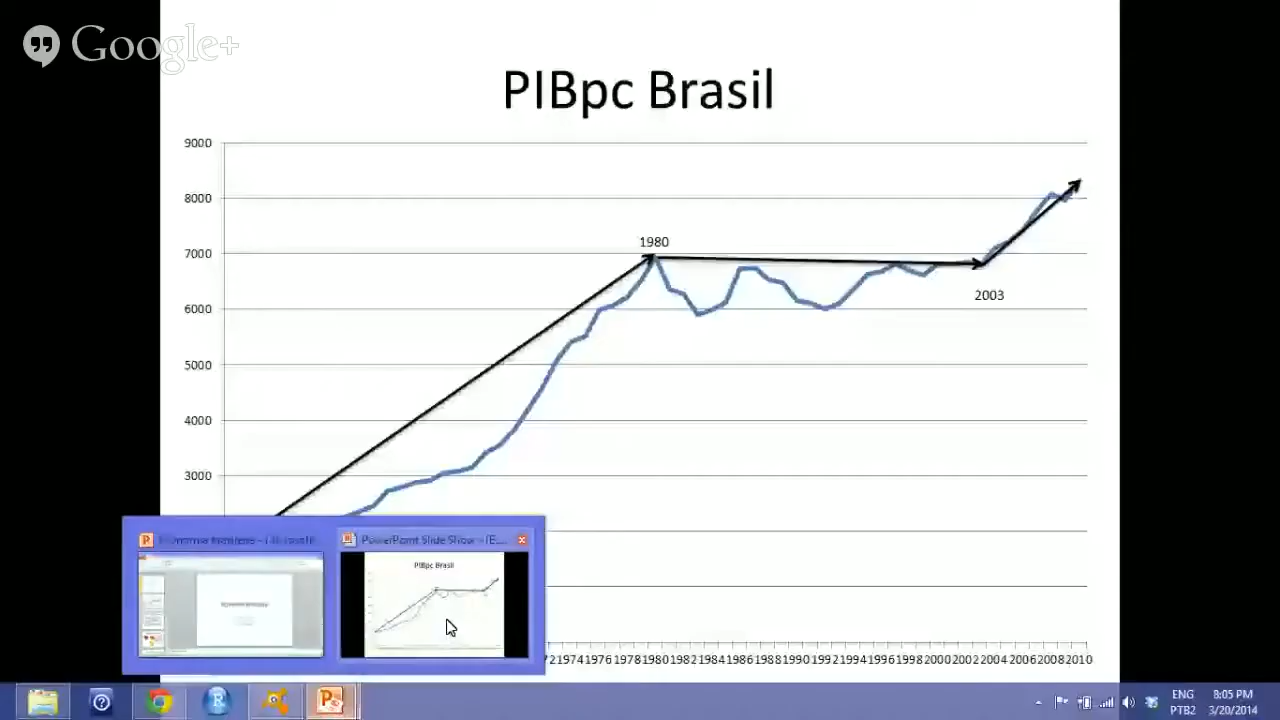 Google+
PIBpc Brasil
9000
8000
7000
6000
5000
4000
3000
1980
2003
PowerPoint Slide Show - [E...
PIBpc Brasil
1974 1976 1978 1980 1982 1984 1986 1988 1990 1992 1994 1996 1998 2000 2002 2004 2006 2008 2010
ENG
PTB2
8:05 PM
3/20/2014